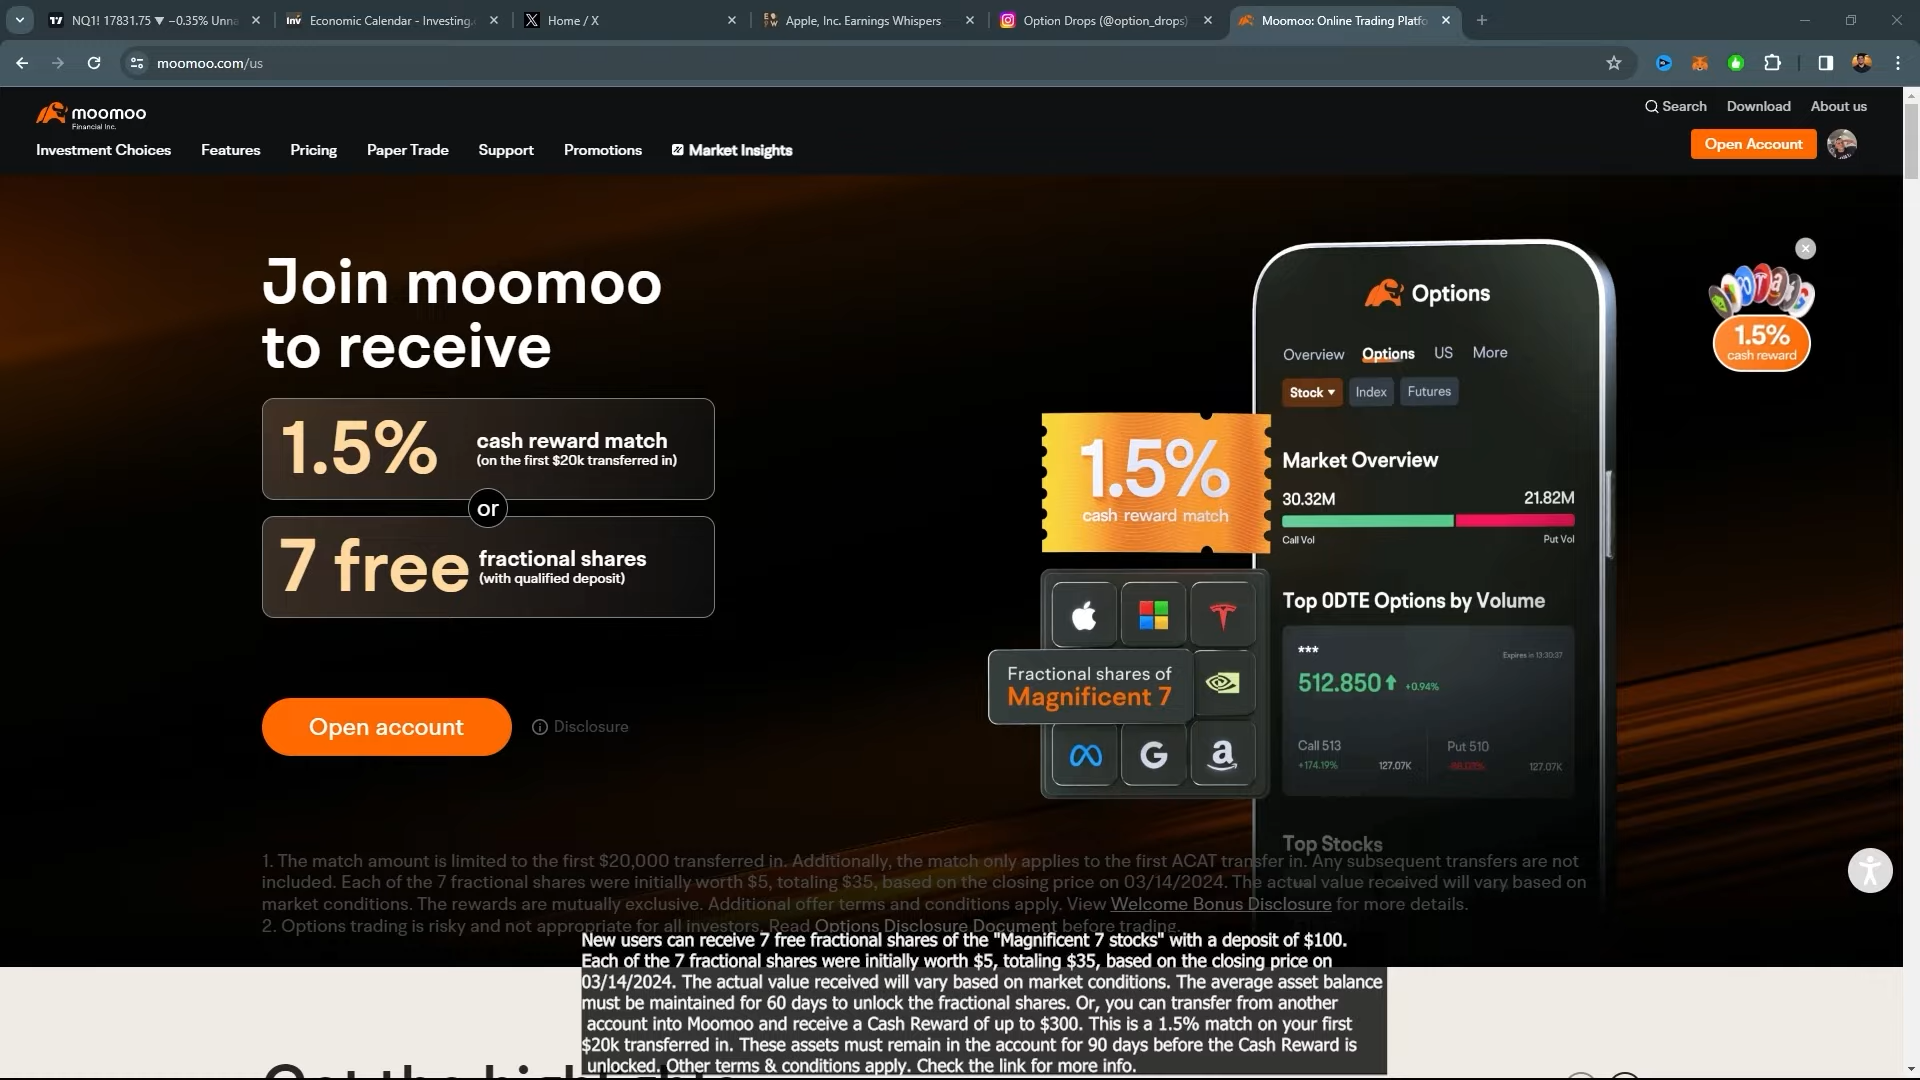 NQ1! 17831.75 ▼ −0.35% Unna
Economic Calendar - Investing.
Home / X
Apple, Inc. Earnings Whispers
Option Drops (@option_drops)
Moomoo: Online Trading Platfo
moomoo.com/us
moomoo
Financial Inc.
Search
Download
About us
Investment Choices
Features
Pricing
Paper Trade
Support
Promotions
Market Insights
Open Account
Join moomoo
to receive
1.5%
cash reward match
(on the first $20k transferred in)
or
7 free
fractional shares
(with qualified deposit)
Open account
Disclosure
1.5%
cash reward match
Fractional shares of
Magnificent 7
Options
Overview
Options
US
More
Stock
Index
Futures
Market Overview
30.32M
21.82M
Call Vol
Put Vol
Top 0DTE Options by Volume
***
Expires in 13:30:37
512.850
+0.94%
Call 513
Put 510
+174.19%
127.07K
127.07K
Top Stocks
1.5%
cash reward
1. The match amount is limited to the first $20,000 transferred in. Additionally, the match only applies to the first ACAT transfer in. Any subsequent transfers are not
included. Each of the 7 fractional shares were initially worth $5, totaling $35, based on the closing price on 03/14/2024. The actual value received will vary based on
market conditions. The rewards are mutually exclusive. Additional offer terms and conditions apply. View Welcome Bonus Disclosure for more details.
2. Options trading is risky and not appropriate for all investors. Read Options Disclosure Document before trading.
New users can receive 7 free fractional shares of the "Magnificent 7 stocks" with a deposit of $100.
Each of the 7 fractional shares were initially worth $5, totaling $35, based on the closing price on
03/14/2024. The actual value received will vary based on market conditions. The average asset balance
must be maintained for 60 days to unlock the fractional shares. Or, you can transfer from another
account into Moomoo and receive a Cash Reward of up to $300. This is a 1.5% match on your first
$20k transferred in. These assets must remain in the account for 90 days before the Cash Reward is
unlocked. Other terms & conditions apply. Check the link for more info.